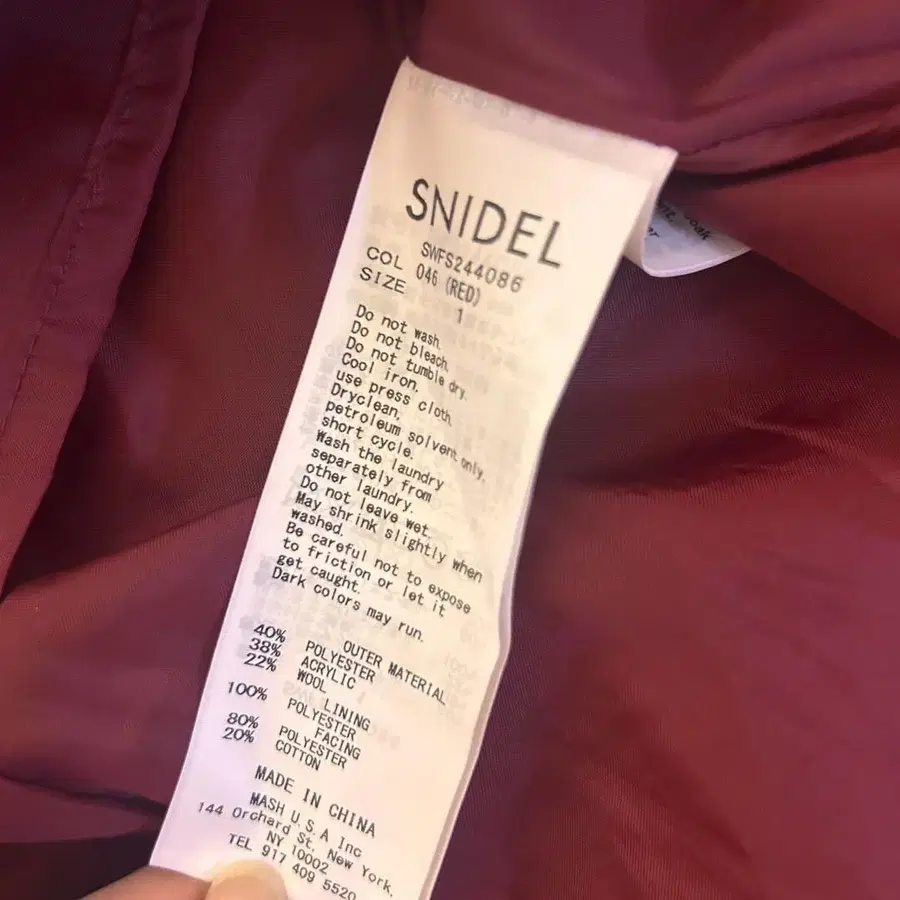 SNIDEL
SWFS244086
COL 046 (RED)
SIZE 1
Do not wash.
Do not bleach.
Do not tumble dry.
Cool iron.
use press cloth.
Dryclean,
petroleum solvent only,
short cycle.
Wash the laundry
separately from
other laundry.
Do not leave wet.
May shrink slightly when
washed.
Be careful not to expose
to friction or let it
get caught.
Dark colors may run.
OUTER MATERIAL
40% POLYESTER
38% ACRYLIC
22% WOOL
LINING
100% POLYESTER
FACING
80% POLYESTER
20% COTTON
MADE IN CHINA
MASH U.S.A Inc
144 Orchard St, New York,
NY 10002
TEL 917 409 5520